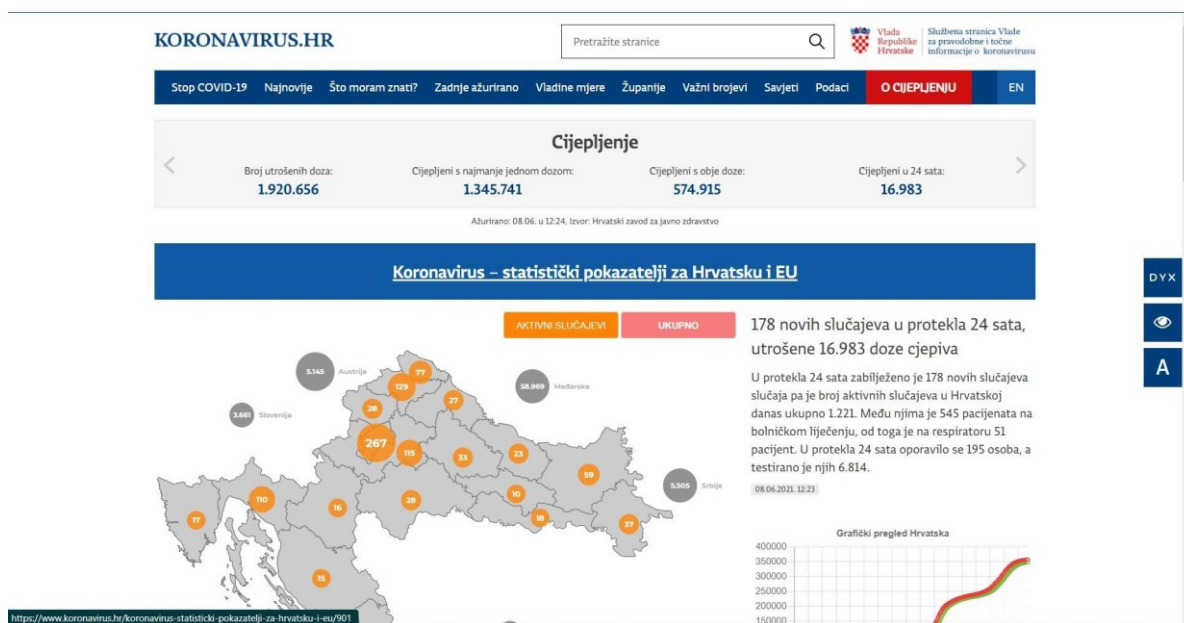 KORONAVIRUS.HR
Pretražite stranice
Vlada
Republike
Hrvatske
Službena stranica Vlade
za pravodobne i točne
informacije o koronavirusu
Stop COVID-19 Najnovije Što moram znati? Zadnje ažurirano Vladine mjere Županije Važni brojevi Savjeti Podaci O CIJEPLJENJU EN
Cijepljenje
Broj utrošenih doza: Cijepljeni s najmanje jednom dozom: Cijepljeni s obje doze: Cijepljeni u 24 sata:
1.920.656 1.345.741 574.915 16.983
Ažurirano: 08.06. u 12:24, Izvor: Hrvatski zavod za javno zdravstvo
Koronavirus – statistički pokazatelji za Hrvatsku i EU
DYX
A
AKTIVNI SLUČAJEVI UKUPNO
5.145 Austrija
77
129
58.969 Mađarska
27
28
3.661 Slovenija
267
115
33
23
59
5.505 Srbija
110
16
28
10
17
18
37
15
178 novih slučajeva u protekla 24 sata,
utrošene 16.983 doze cjepiva
U protekla 24 sata zabilježeno je 178 novih slučajeva
slučaja pa je broj aktivnih slučajeva u Hrvatskoj
danas ukupno 1.221. Među njima je 545 pacijenata na
bolničkom liječenju, od toga je na respiratoru 51
pacijent. U protekla 24 sata oporavilo se 195 osoba, a
testirano je njih 6.814.
08.06.2021. 12:23
Grafički pregled Hrvatska
400000
350000
300000
250000
200000
150000
https://www.koronavirus.hr/koronavirus-statisticki-pokazatelji-za-hrvatsku-i-eu/901